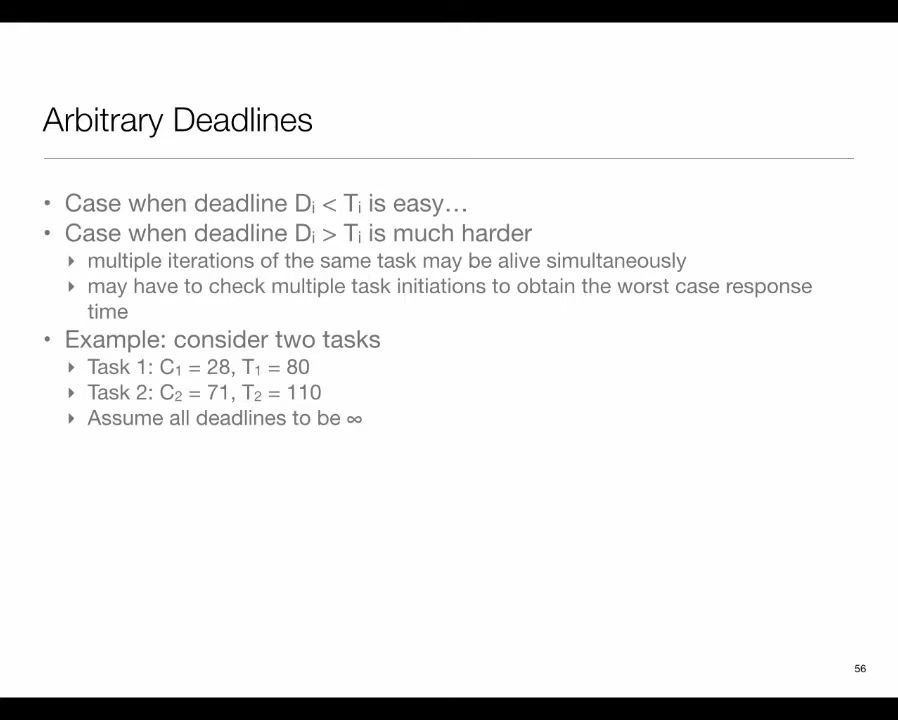 Arbitrary Deadlines
• Case when deadline Di < Ti is easy…
• Case when deadline Di > Ti is much harder
‣ multiple iterations of the same task may be alive simultaneously
‣ may have to check multiple task initiations to obtain the worst case response
time
• Example: consider two tasks
‣ Task 1: C1 = 28, T1 = 80
‣ Task 2: C2 = 71, T2 = 110
‣ Assume all deadlines to be ∞
56